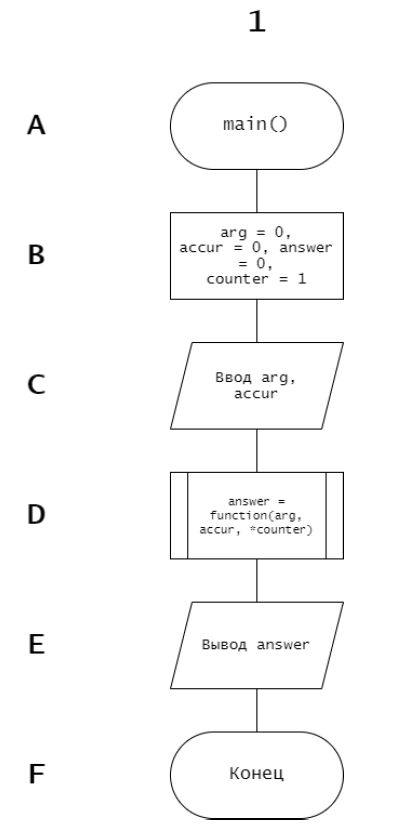 1
A
main()
B
arg = 0,
accur = 0, answer
= 0,
counter = 1
C
Ввод arg,
accur
D
answer =
function(arg,
accur, *counter)
E
Вывод answer
F
Конец